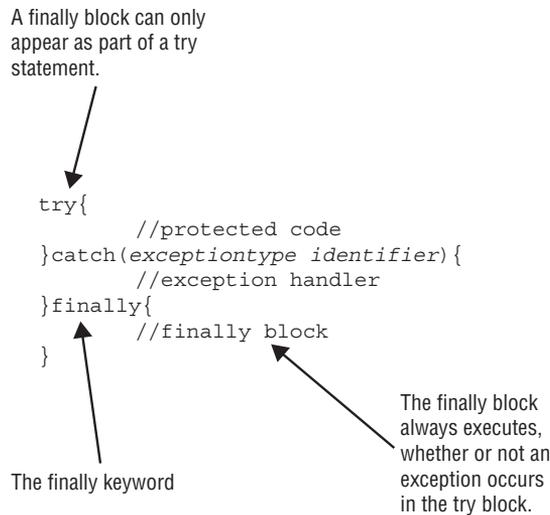 A finally block can only
appear as part of a try
statement.
try{
//protected code
}catch(exceptiontype identifier){
//exception handler
}finally{
//finally block
}
The finally keyword
The finally block
always executes,
whether or not an
exception occurs
in the try block.